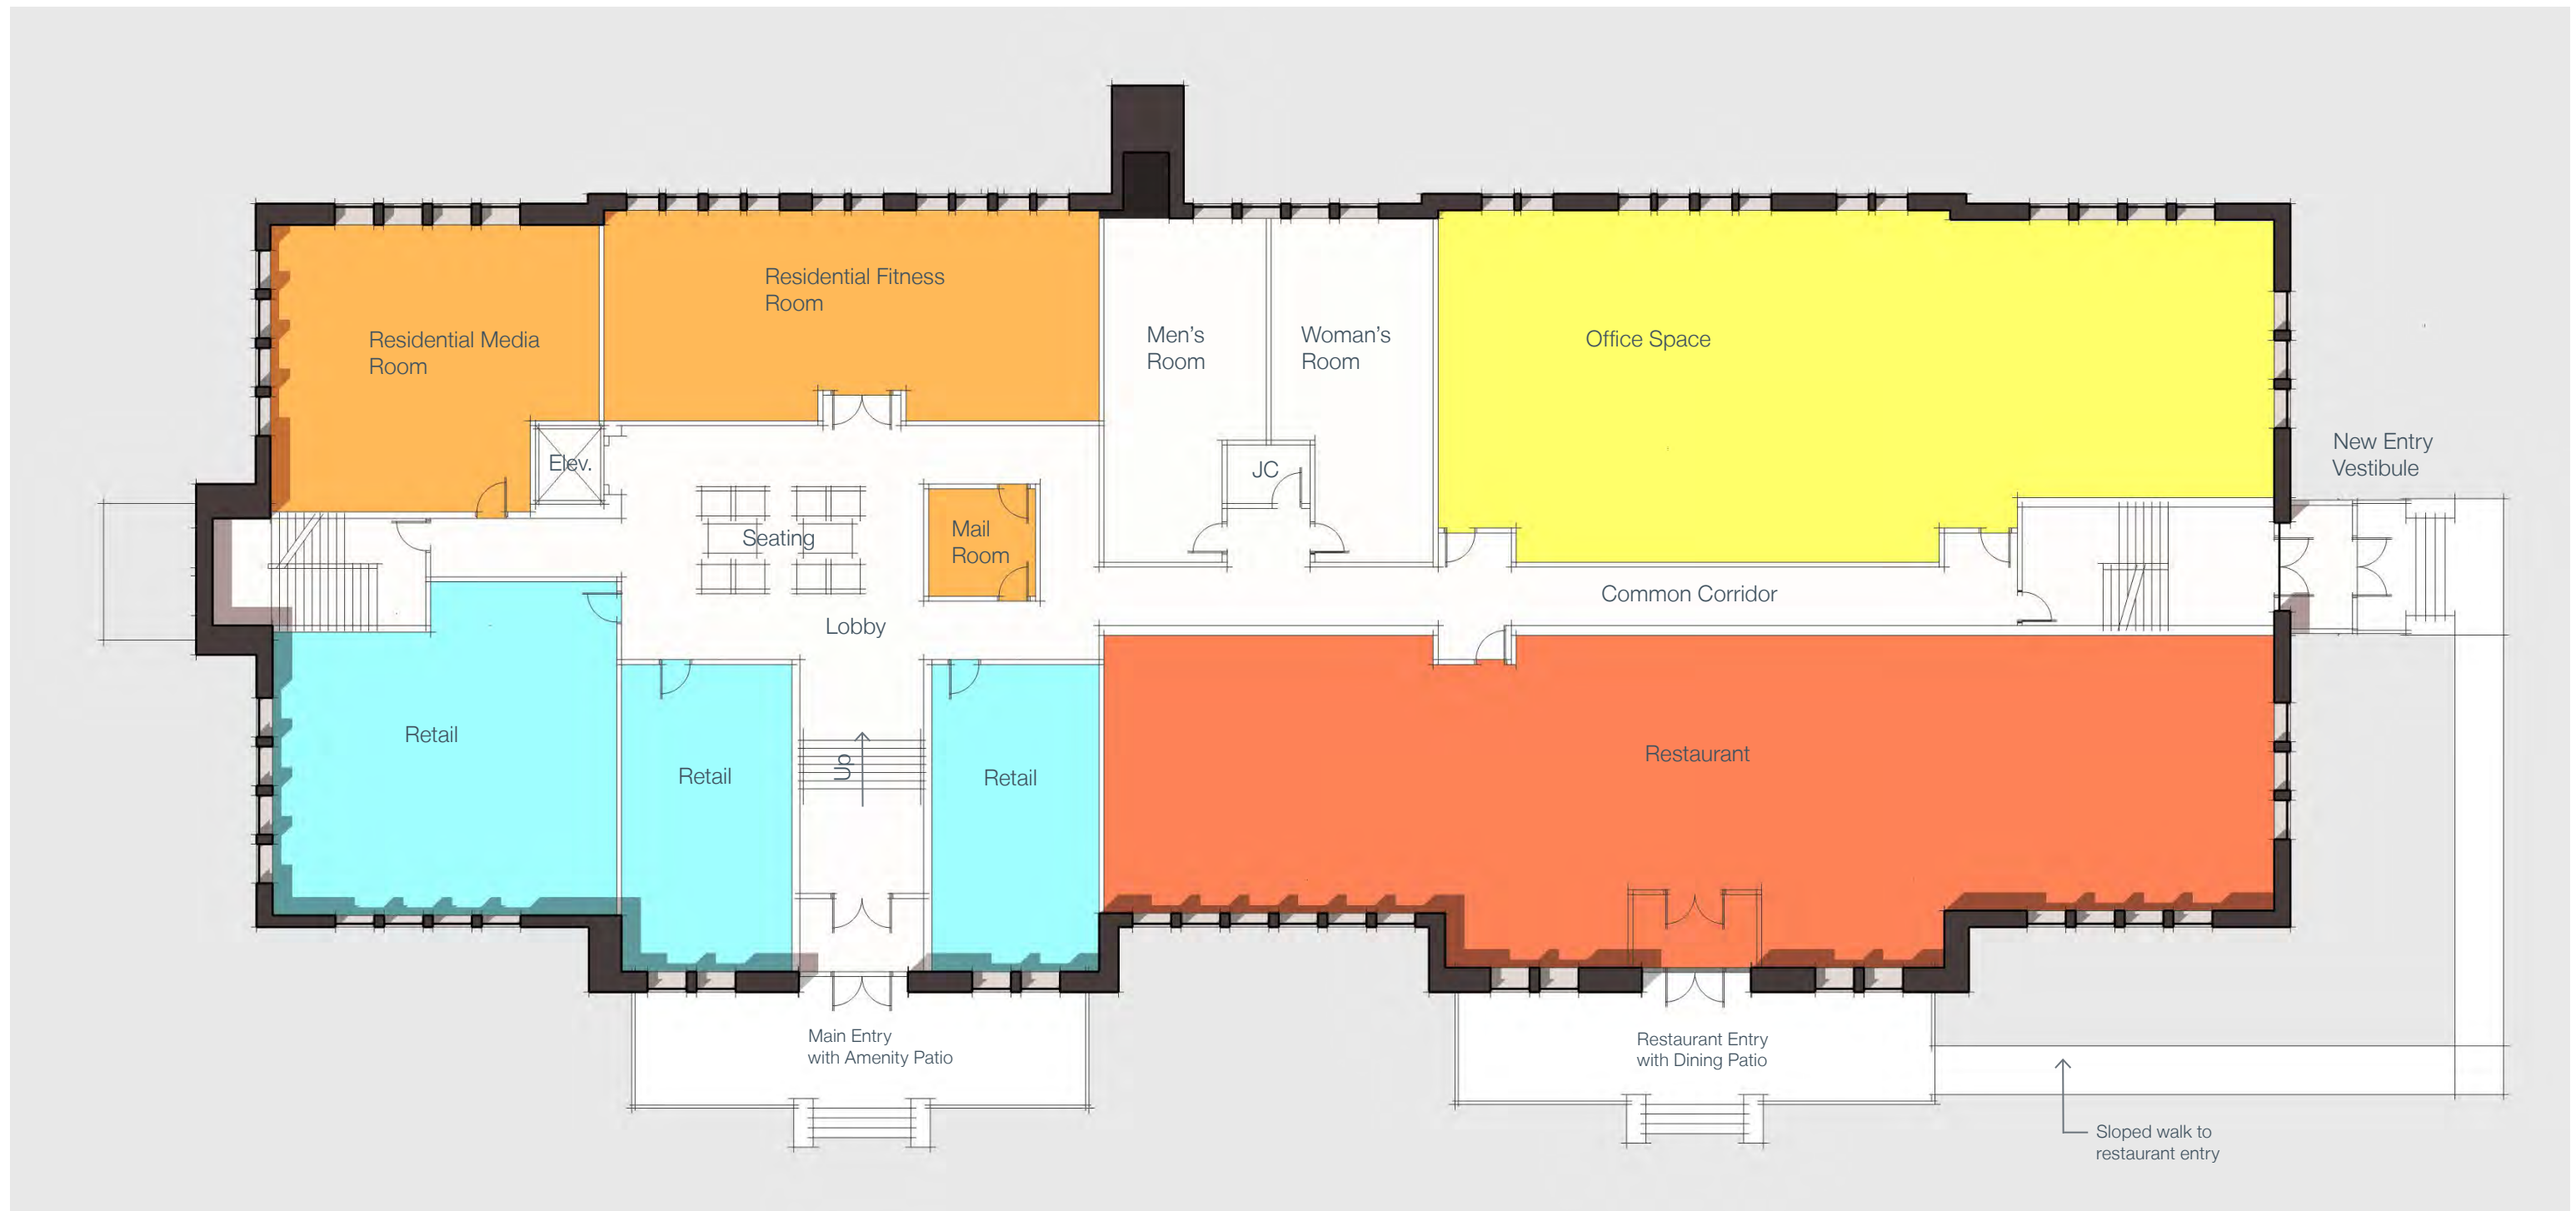 Residential Fitness
Room
Residential Media
Room
Men's
Room
Woman's
Room
Office Space
New Entry
Vestibule
Elev.
JC
Seating
Mail
Room
Common Corridor
Lobby
Retail
Retail
Up
Retail
Restaurant
Main Entry
with Amenity Patio
Restaurant Entry
with Dining Patio
Sloped walk to
restaurant entry